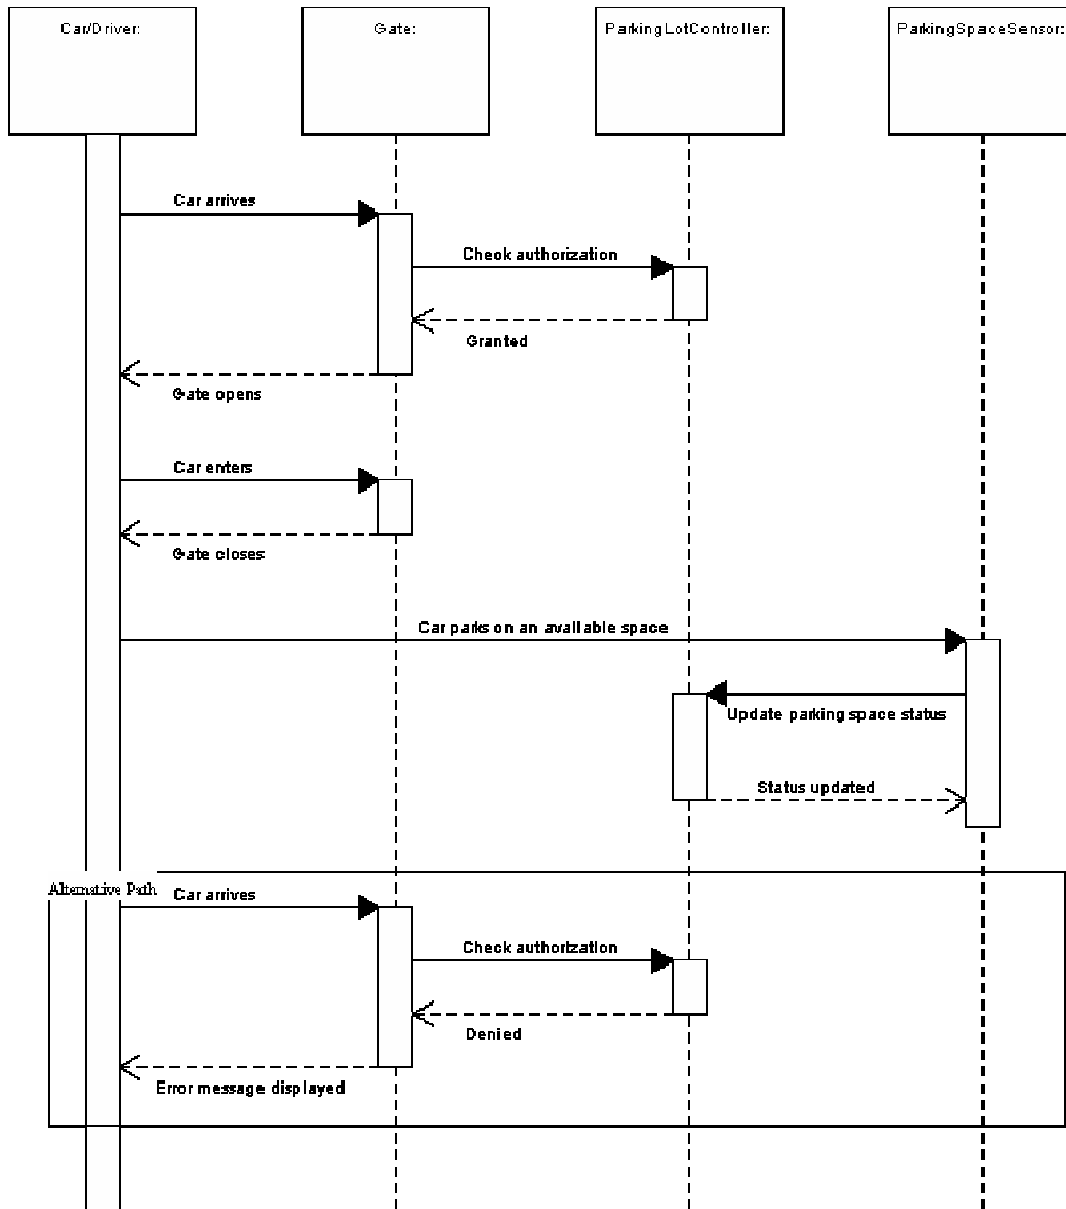 Car/Driver:
Gate:
ParkingLotController:
ParkingSpaceSensor:
Car arrives
Check authorization
Granted
Gate opens
Car enters
Gate closes
Car parks on an available space
Update parking space status
Status updated
Alternative Path
Car arrives
Check authorization
Denied
Error message displayed